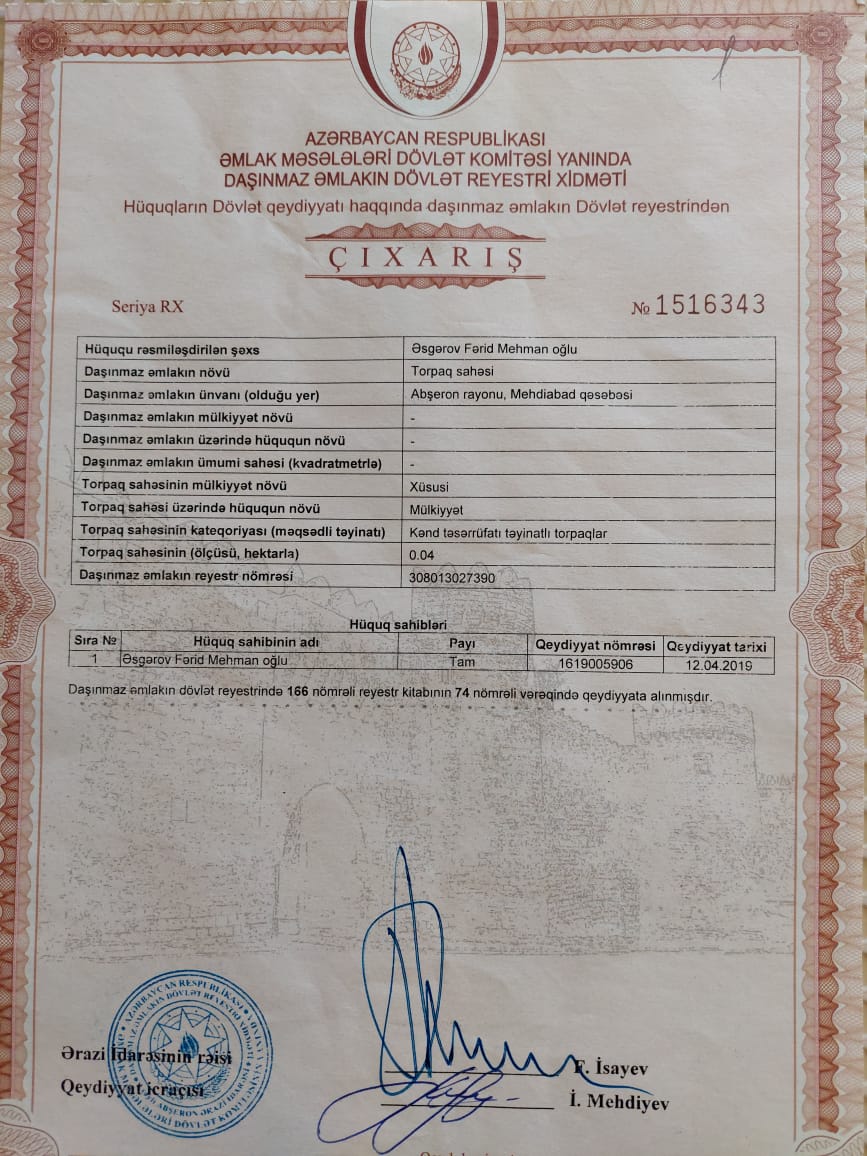 AZƏRBAYCAN RESPUBLİKASI
ƏMLAK MƏSƏLƏLƏRİ DÖVLƏT KOMİTƏSİ YANINDA
DAŞINMAZ ƏMLAKIN DÖVLƏT REYESTRİ XİDMƏTİ
Hüquqların Dövlət qeydiyyatı haqqında daşınmaz əmlakın Dövlət reyestrindən
ÇIXARIŞ
Seriya RX № 1516343
Hüququ rəsmiləşdirilən şəxs Əsgərov Fərid Mehman oğlu
Daşınmaz əmlakın növü Torpaq sahəsi
Daşınmaz əmlakın ünvanı (olduğu yer) Abşeron rayonu, Mehdiabad qəsəbəsi
Daşınmaz əmlakın mülkiyyət növü -
Daşınmaz əmlakın üzərində hüququn növü -
Daşınmaz əmlakın ümumi sahəsi (kvadratmetrlə) -
Torpaq sahəsinin mülkiyyət növü Xüsusi
Torpaq sahəsi üzərində hüququn növü Mülkiyyət
Torpaq sahəsinin kateqoriyası (məqsədli təyinatı) Kənd təsərrüfatı təyinatlı torpaqlar
Torpaq sahəsinin (ölçüsü, hektarla) 0.04
Daşınmaz əmlakın reyestr nömrəsi 308013027390
Hüquq sahibləri
Sıra № Hüquq sahibinin adı Payı Qeydiyyat nömrəsi Qeydiyyat tarixi
1 Əsgərov Fərid Mehman oğlu Tam 1619005906 12.04.2019
Daşınmaz əmlakın dövlət reyestrində 166 nömrəli reyestr kitabının 74 nömrəli vərəqində qeydiyyata alınmışdır.
Ərazi İdarəsinin rəisi F. İsayev
Qeydiyyat icraçısı İ. Mehdiyev